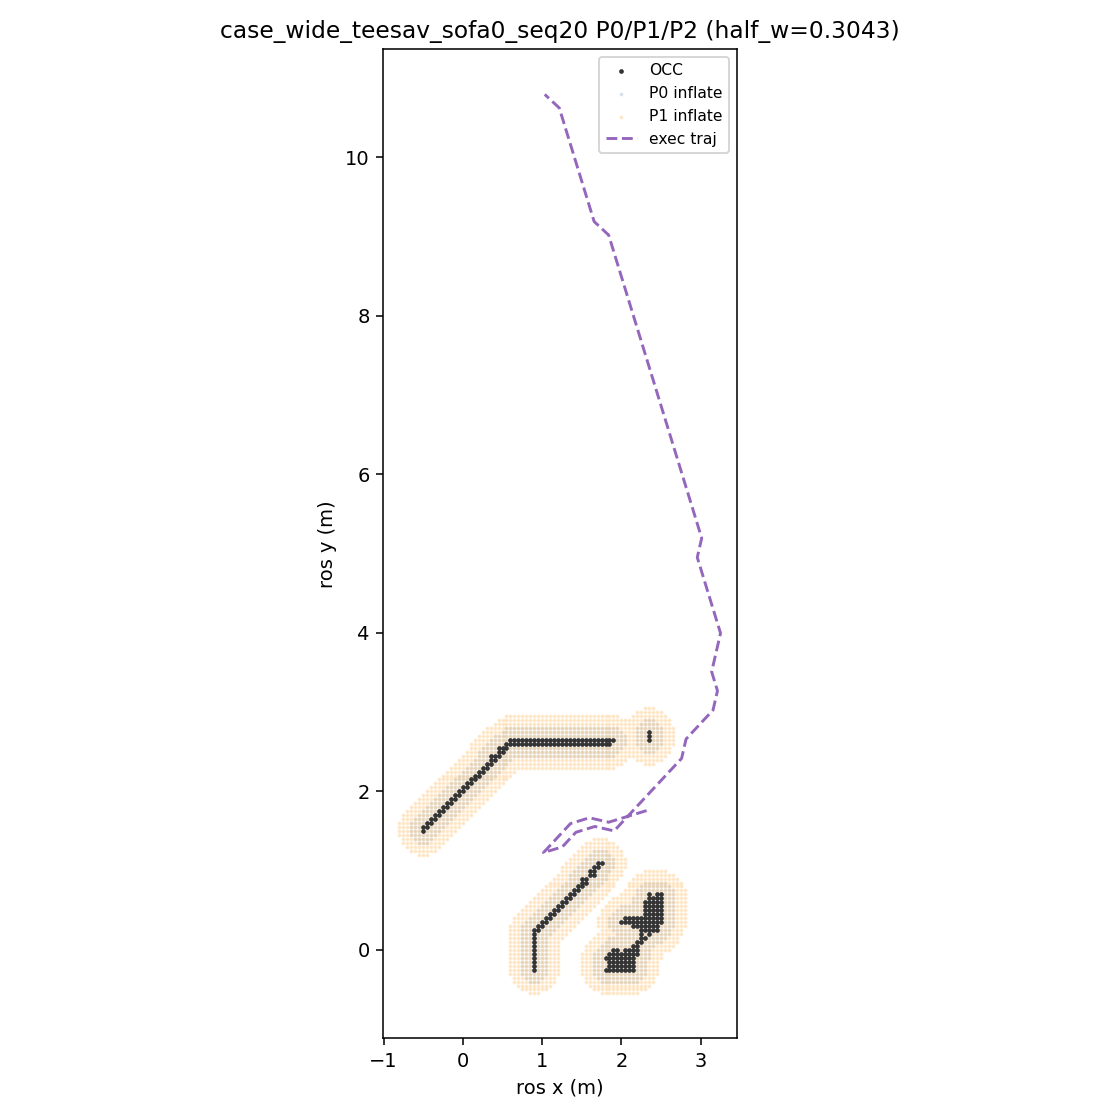 case_wide_teesav_sofa0_seq20 P0/P1/P2 (half_w=0.3043)
OCC
P0 inflate
P1 inflate
exec traj
10
8
6
4
2
0
ros y (m)
−1 0 1 2 3
ros x (m)